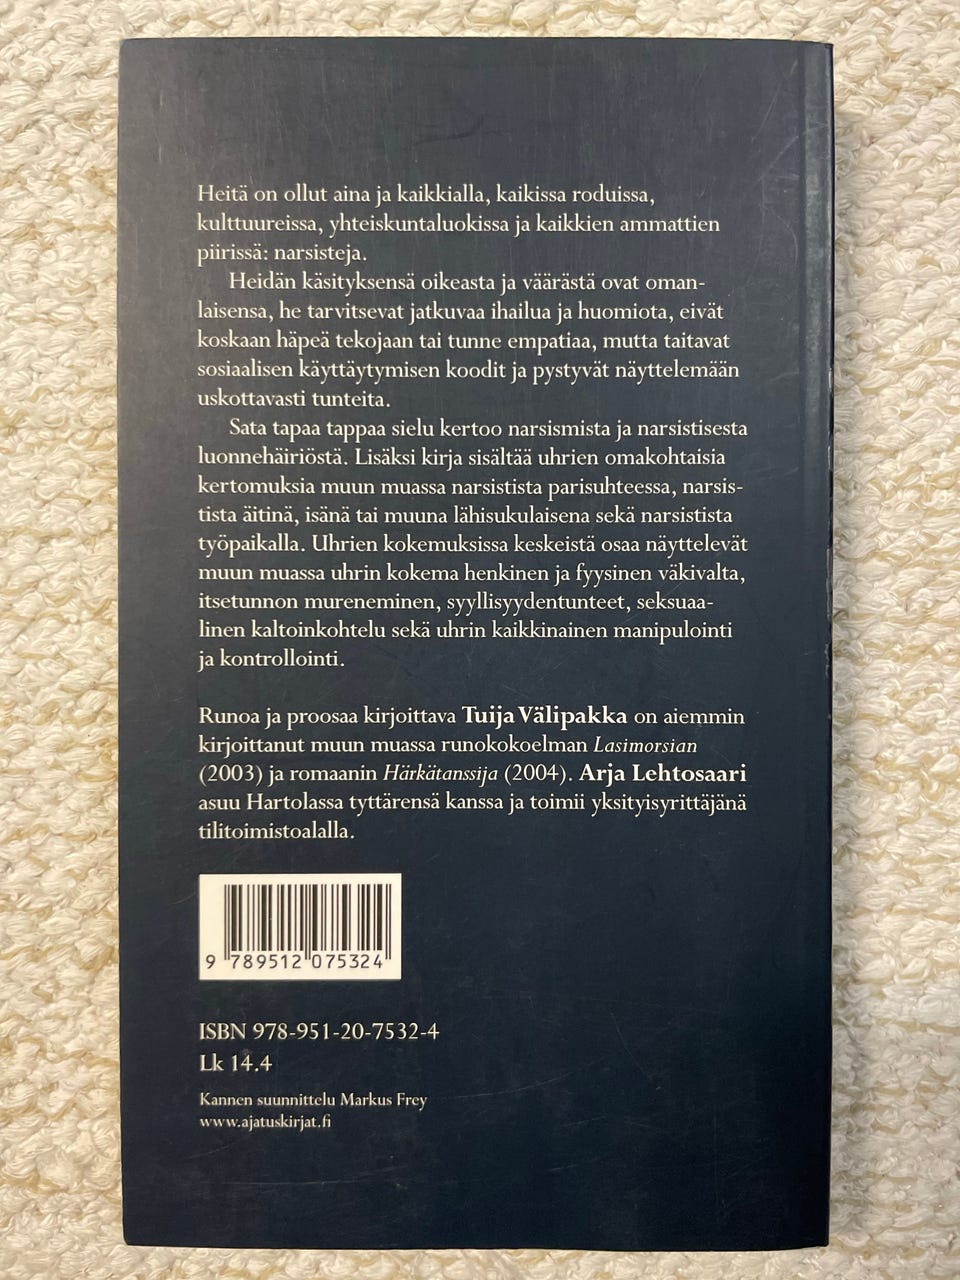 Heitä on ollut aina ja kaikkialla, kaikissa roduissa,
kulttuureissa, yhteiskuntaluokissa ja kaikkien ammattien
piirissä: narsisteja.
Heidän käsityksensä oikeasta ja väärästä ovat oman-
laisensa, he tarvitsevat jatkuvaa ihailua ja huomiota, eivät
koskaan häpeä tekojaan tai tunne empatiaa, mutta taitavat
sosiaalisen käyttäytymisen koodit ja pystyvät näyttelemään
uskottavasti tunteita.
Sata tapaa tappaa sielu kertoo narsismista ja narsistisesta
luonnehäiriöstä. Lisäksi kirja sisältää uhrien omakohtaisia
kertomuksia muun muassa narsistista parisuhteessa, narsis-
tista äitinä, isänä tai muuna lähisukulaisena sekä narsistista
työpaikalla. Uhrien kokemuksissa keskeistä osaa näyttelevät
muun muassa uhrin kokema henkinen ja fyysinen väkivalta,
itsetunnon mureneminen, syyllisyydentunteet, seksuaa-
linen kaltoinkohtelu sekä uhrin kaikkinainen manipulointi
ja kontrollointi.
Runoa ja proosaa kirjoittava Tuija Välipakka on aiemmin
kirjoittanut muun muassa runokokoelman Lasimorsian
(2003) ja romaanin Härkätanssija (2004). Arja Lehtosaari
asuu Hartolassa tyttärensä kanssa ja toimii yksityisyrittäjänä
tilitoimistoalalla.
9 789512 075324
ISBN 978-951-20-7532-4
Lk 14.4
Kannen suunnittelu Markus Frey
www.ajatuskirjat.fi